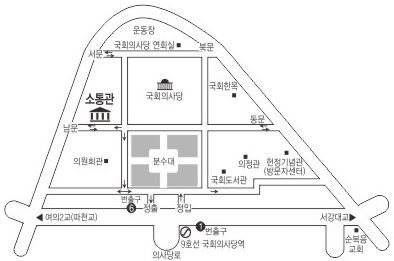 운동장
국회의사당 연회실
북문
서문
국회의사당
국회한옥
소통관
남문
동문
의원회관
분수대
의정관
헌정기념관
(방문자센터)
국회도서관
번출구
6
정출
정입
여의2교(파천교)
서강대교
1
번출구
9호선 국회의사당역
의사당로
순복음
교회